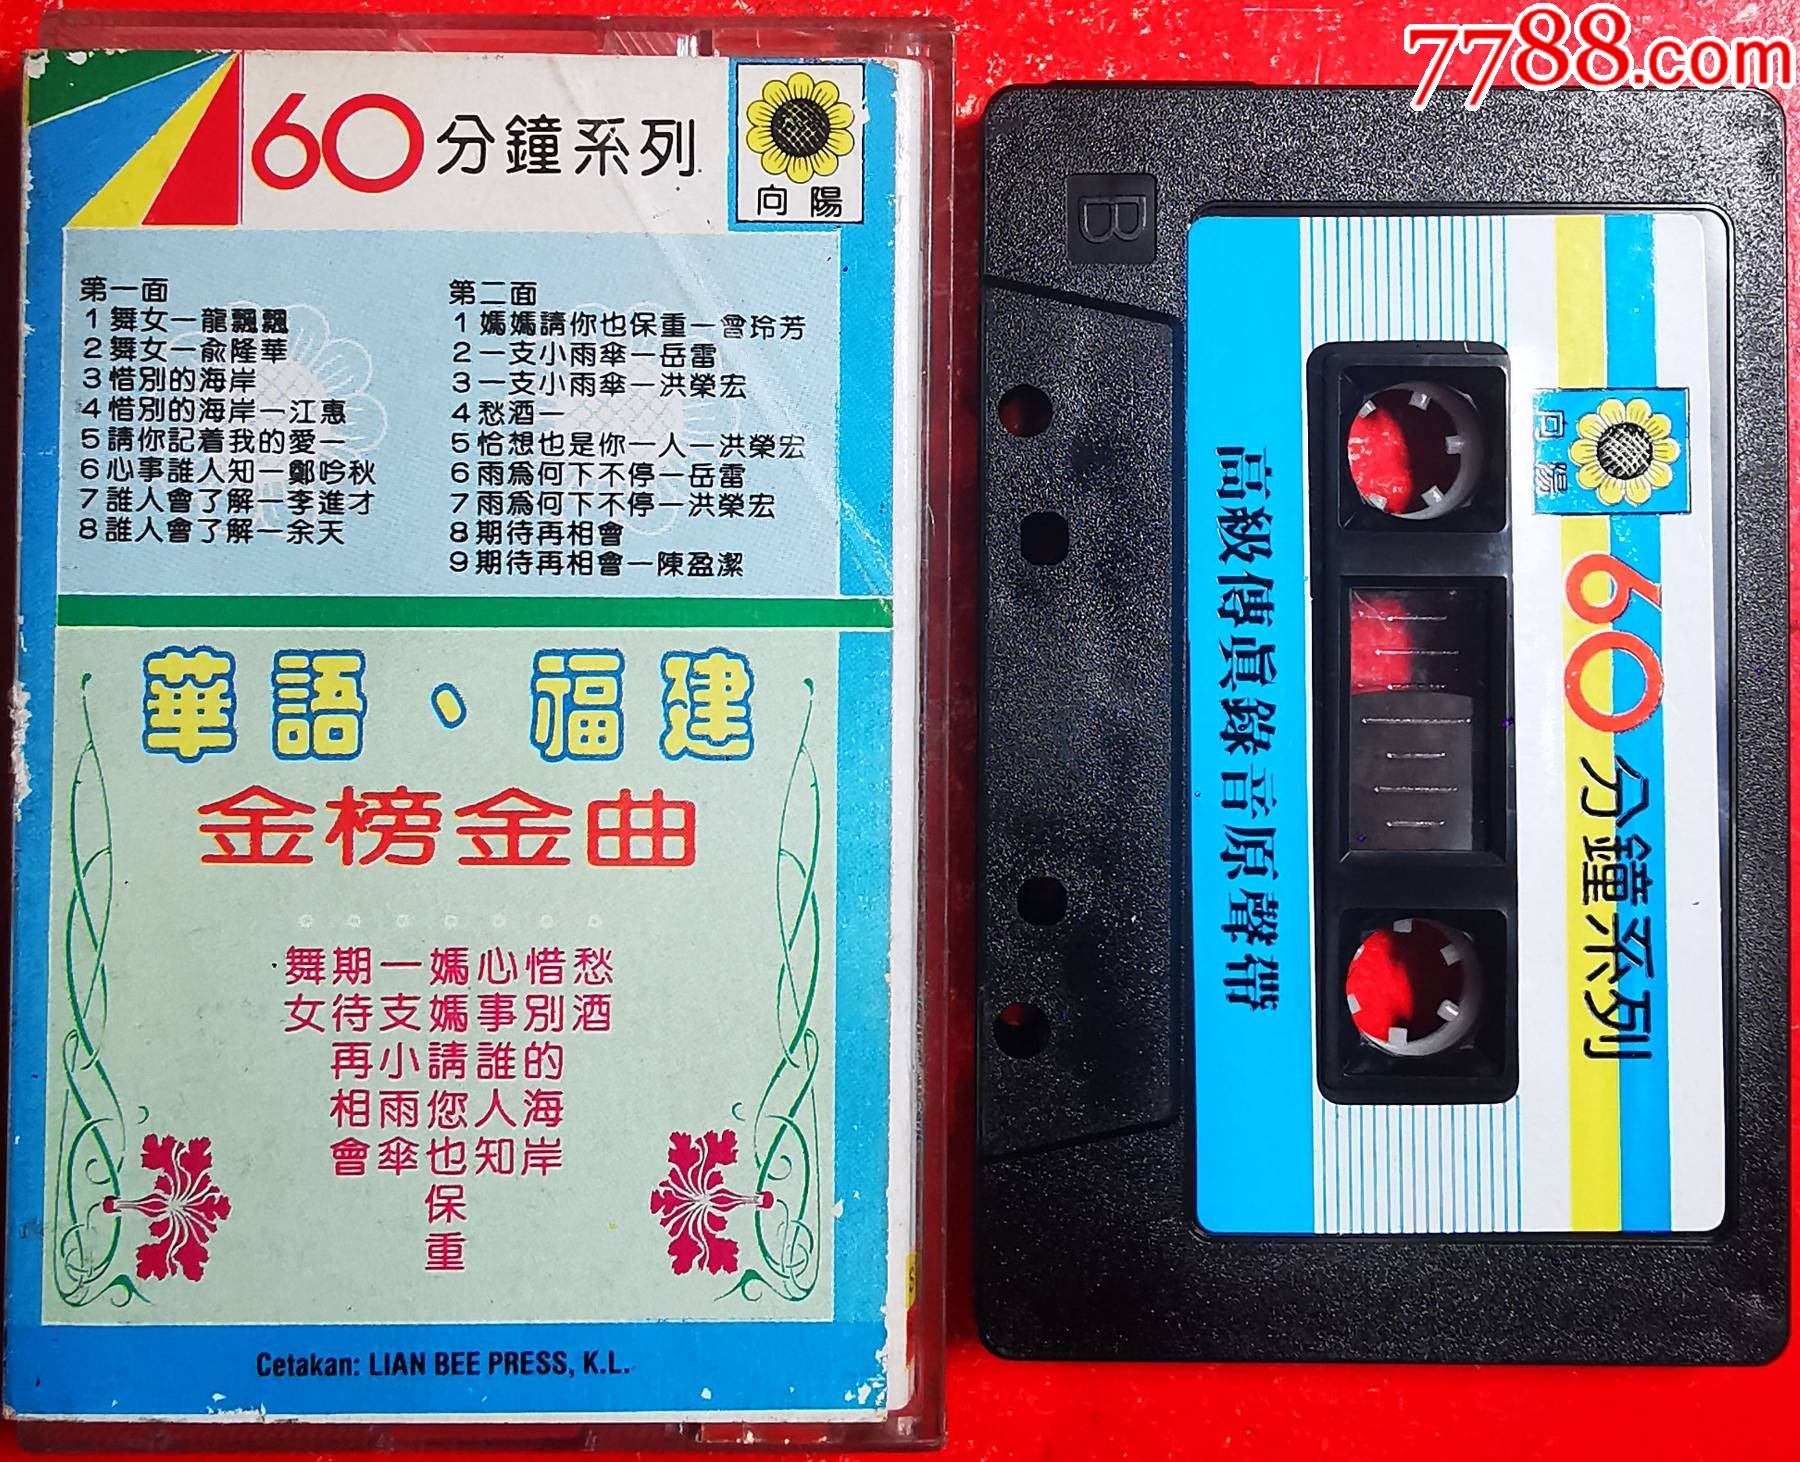 7788.com
60分鐘系列
向陽
第一面
1舞女一龍飄飄
2舞女一俞隆華
3惜別的海岸
4惜別的海岸一江惠
5請你記着我的愛一
6心事誰人知一鄭吟秋
7誰人會了解一李進才
8誰人會了解一余天
第二面
1媽媽請你也保重一曾玲芳
2一支小雨傘一岳雷
3一支小雨傘一洪榮宏
4愁酒一
5恰想也是你一人一洪榮宏
6雨爲何下不停一岳雷
7雨爲何下不停一洪榮宏
8期待再相會
9期待再相會一陳盈潔
華語、福建
金榜金曲
舞女
期待再相會
一支小雨傘
媽媽請您也保重
心事誰人知
惜別的海岸
愁酒
Cetakan: LIAN BEE PRESS, K.L.
B
向陽
60分鐘系列
高級傳眞錄音原聲帶